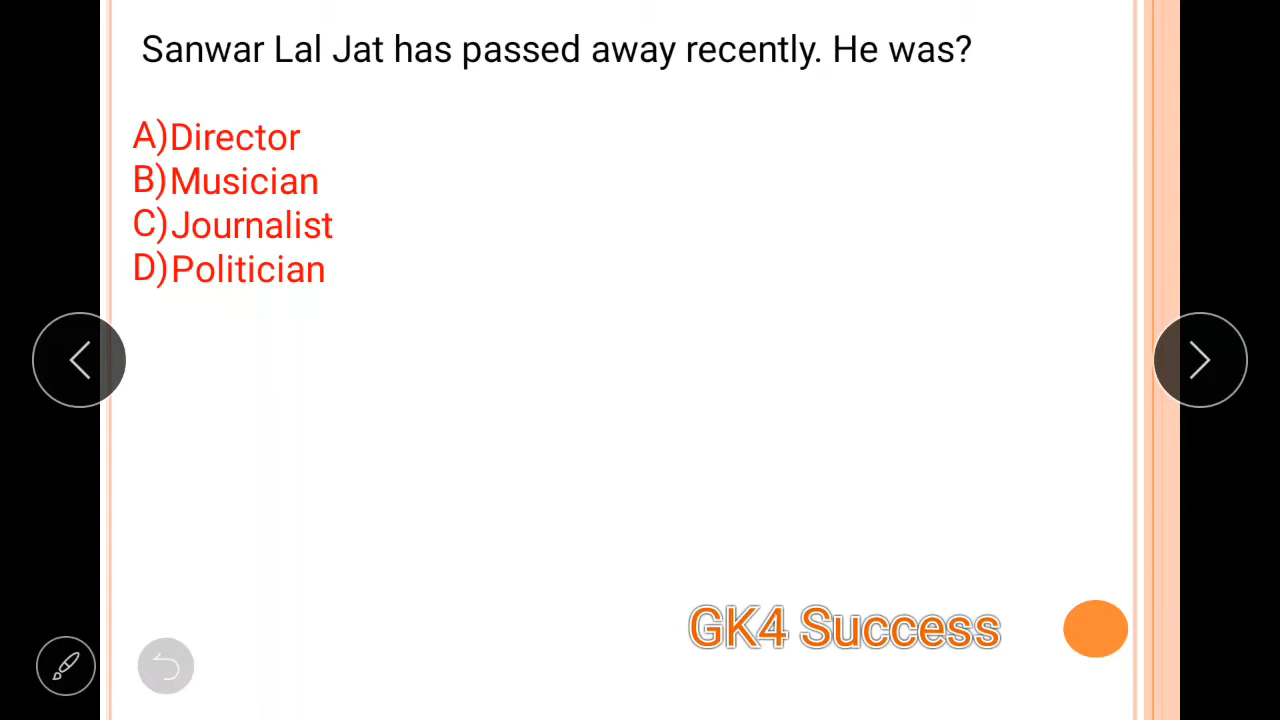 Sanwar Lal Jat has passed away recently. He was?
A)Director
B)Musician
C)Journalist
D)Politician
GK4 Success